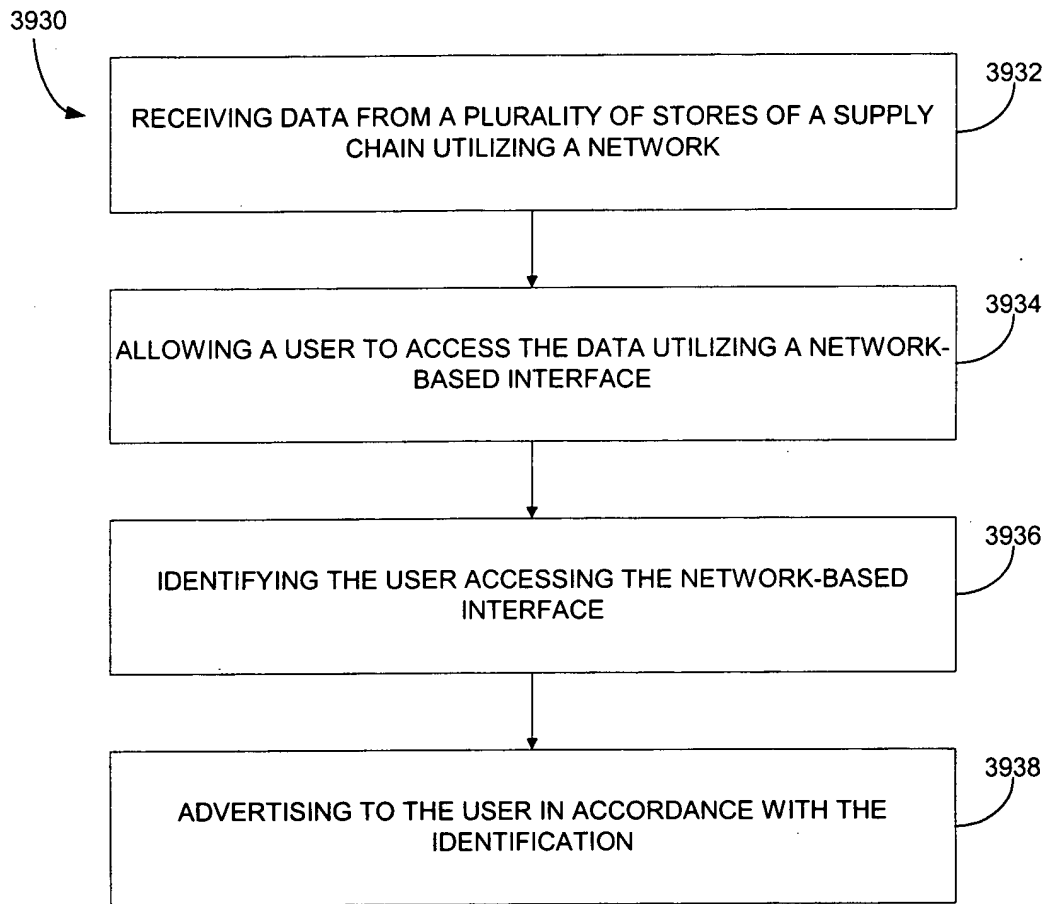 3930
3932
RECEIVING DATA FROM A PLURALITY OF STORES OF A SUPPLY
CHAIN UTILIZING A NETWORK
3934
ALLOWING A USER TO ACCESS THE DATA UTILIZING A NETWORK-
BASED INTERFACE
3936
IDENTIFYING THE USER ACCESSING THE NETWORK-BASED
INTERFACE
3938
ADVERTISING TO THE USER IN ACCORDANCE WITH THE
IDENTIFICATION